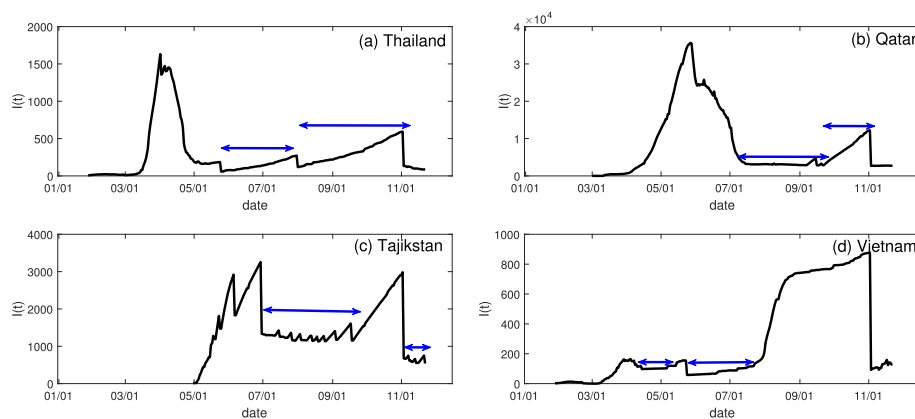 2000
1500
1000
500
0
I(t)
(a) Thailand
01/01 03/01 05/01 07/01 09/01 11/01
date
×10⁴
4
3
2
1
0
I(t)
(b) Qatar
01/01 03/01 05/01 07/01 09/01 11/01
date
4000
3000
2000
1000
0
I(t)
(c) Tajikstan
01/01 03/01 05/01 07/01 09/01 11/01
date
1000
800
600
400
200
0
I(t)
(d) Vietnam
01/01 03/01 05/01 07/01 09/01 11/01
date